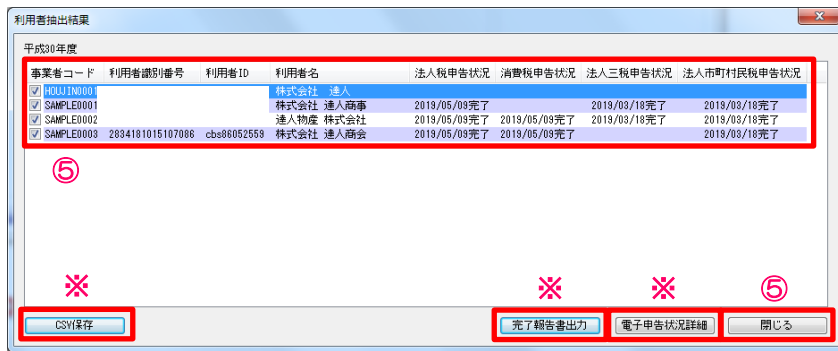 利用者抽出結果
平成30年度
事業者コード 利用者識別番号 利用者ID 利用者名 法人税申告状況 消費税申告状況 法人三税申告状況 法人市町村民税申告状況
HOUJIN0001 株式会社 達人
SAMPLE0001 株式会社 達人商事 2019/05/09完了 2019/03/18完了 2019/03/18完了
SAMPLE0002 達人物産 株式会社 2019/05/09完了 2019/05/09完了 2019/03/18完了 2019/03/18完了
SAMPLE0003 2834181015107086 cbs86052559 株式会社 達人商会 2019/05/09完了 2019/05/09完了 2019/03/18完了
⑤
※ ※ ※ ⑤
CSV保存 完了報告書出力 電子申告状況詳細 閉じる